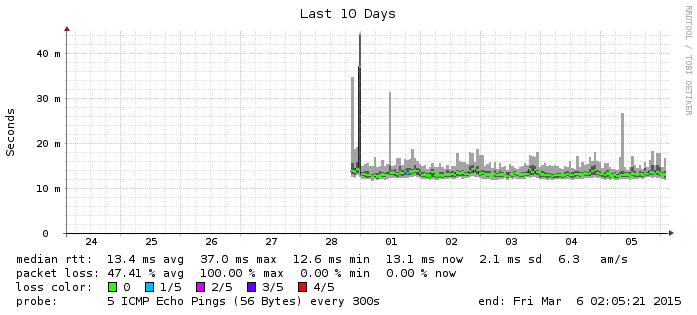 Last 10 Days
RRDTOOL / TOBI OETIKER
Seconds
40 m
30 m
20 m
10 m
0
24 25 26 27 28 01 02 03 04 05
median rtt: 13.4 ms avg 37.0 ms max 12.6 ms min 13.1 ms now 2.1 ms sd 6.3 am/s
packet loss: 47.41 % avg 100.00 % max 0.00 % min 0.00 % now
loss color: 0 1/5 2/5 3/5 4/5
probe: 5 ICMP Echo Pings (56 Bytes) every 300s end: Fri Mar 6 02:05:21 2015